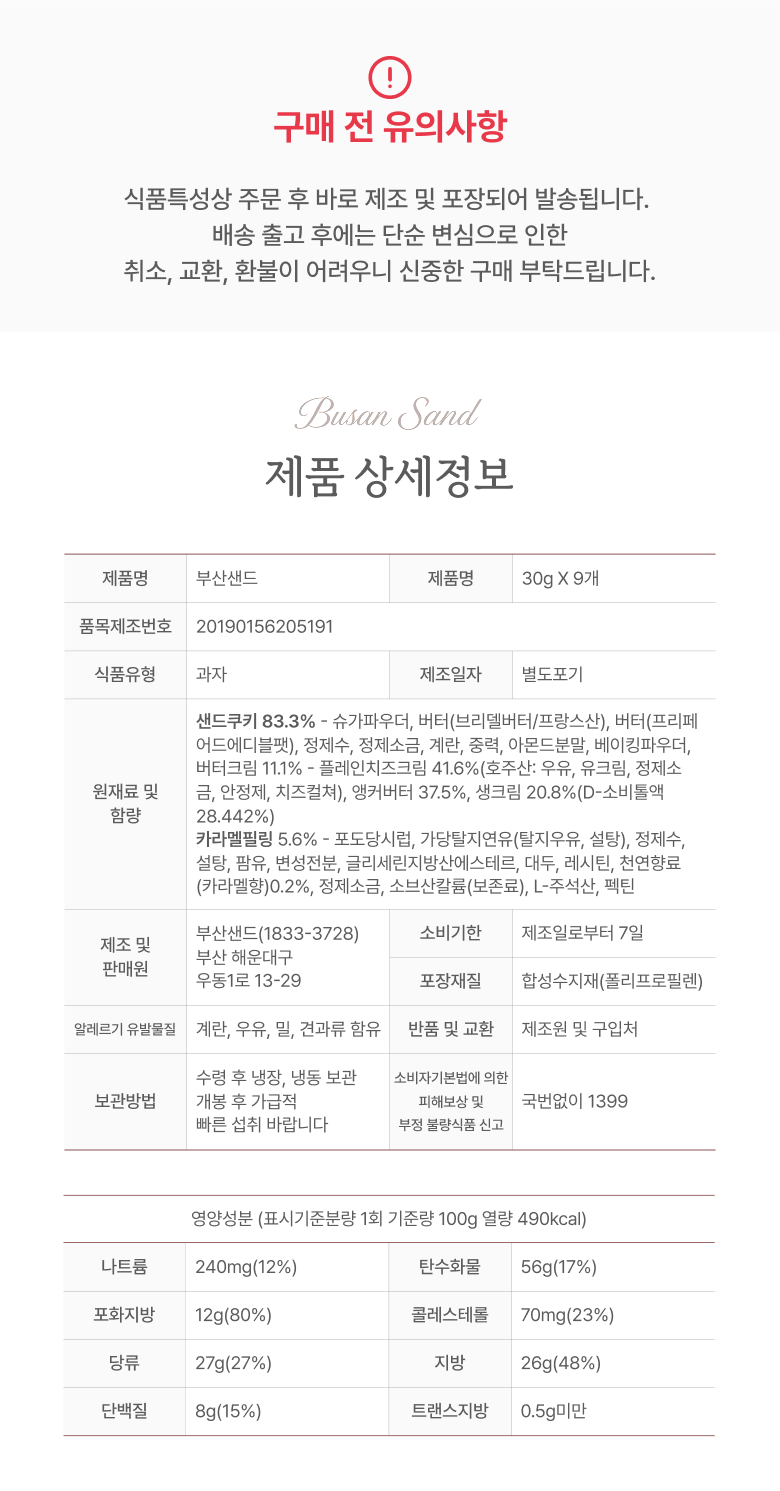 구매 전 유의사항
식품특성상 주문 후 바로 제조 및 포장되어 발송됩니다.
배송 출고 후에는 단순 변심으로 인한
취소, 교환, 환불이 어려우니 신중한 구매 부탁드립니다.
Busan Sand
제품 상세정보
제품명 부산샌드 제품명 30g X 9개
품목제조번호 20190156205191
식품유형 과자 제조일자 별도포기
원재료 및
함량
샌드쿠키 83.3% - 슈가파우더, 버터(브리델버터/프랑스산), 버터(프리페
어드에디블팻), 정제수, 정제소금, 계란, 중력, 아몬드분말, 베이킹파우더,
버터크림 11.1% - 플레인치즈크림 41.6%(호주산: 우유, 유크림, 정제소
금, 안정제, 치즈컬쳐), 앵커버터 37.5%, 생크림 20.8%(D-소비톨액
28.442%)
카라멜필링 5.6% - 포도당시럽, 가당탈지연유(탈지우유, 설탕), 정제수,
설탕, 팜유, 변성전분, 글리세린지방산에스테르, 대두, 레시틴, 천연향료
(카라멜향)0.2%, 정제소금, 소브산칼륨(보존료), L-주석산, 펙틴
제조 및
판매원
부산샌드(1833-3728)
부산 해운대구
우동1로 13-29
소비기한 제조일로부터 7일
포장재질 합성수지재(폴리프로필렌)
알레르기 유발물질 계란, 우유, 밀, 견과류 함유 반품 및 교환 제조원 및 구입처
보관방법
수령 후 냉장, 냉동 보관
개봉 후 가급적
빠른 섭취 바랍니다
소비자기본법에 의한
피해보상 및
부정 불량식품 신고
국번없이 1399
영양성분 (표시기준분량 1회 기준량 100g 열량 490kcal)
나트륨 240mg(12%) 탄수화물 56g(17%)
포화지방 12g(80%) 콜레스테롤 70mg(23%)
당류 27g(27%) 지방 26g(48%)
단백질 8g(15%) 트랜스지방 0.5g미만